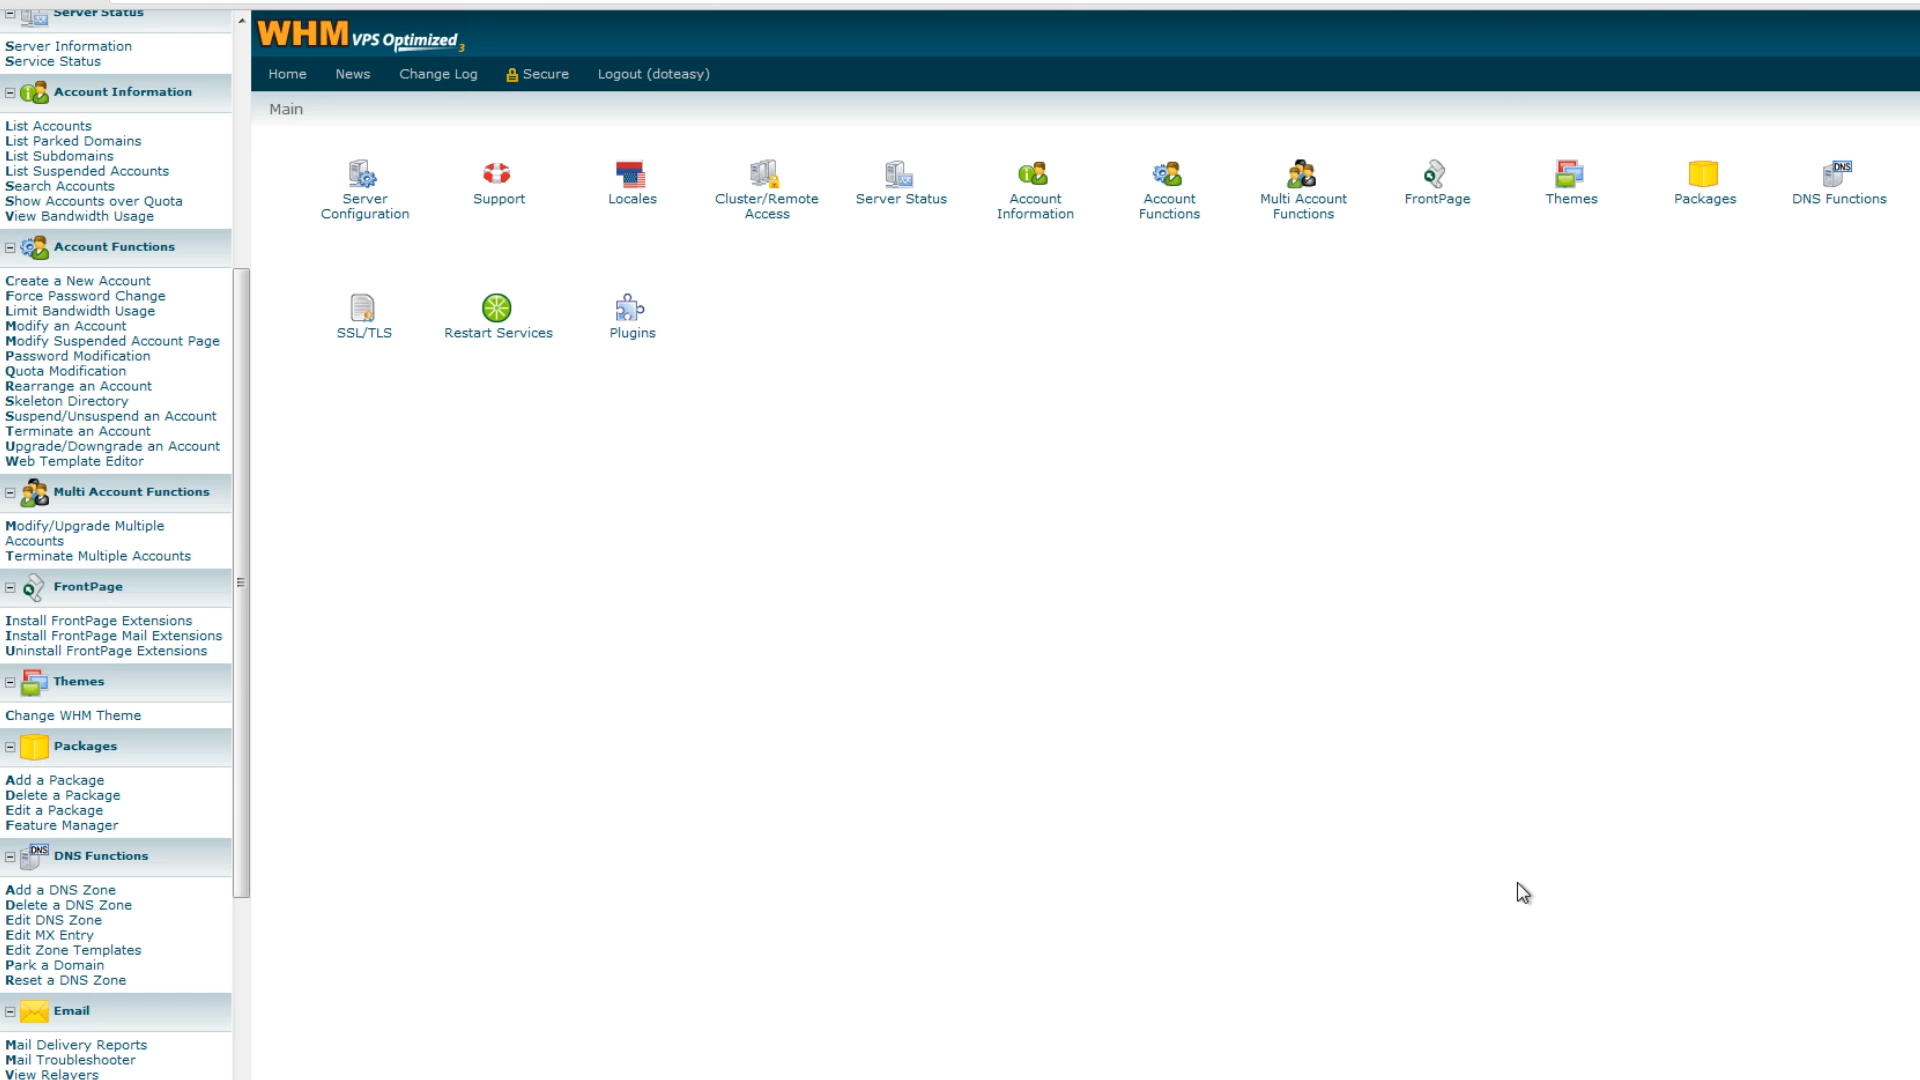 Server Status
Server Information
Service Status
Account Information
List Accounts
List Parked Domains
List Subdomains
List Suspended Accounts
Search Accounts
Show Accounts over Quota
View Bandwidth Usage
Account Functions
Create a New Account
Force Password Change
Limit Bandwidth Usage
Modify an Account
Modify Suspended Account Page
Password Modification
Quota Modification
Rearrange an Account
Skeleton Directory
Suspend/Unsuspend an Account
Terminate an Account
Upgrade/Downgrade an Account
Web Template Editor
Multi Account Functions
Modify/Upgrade Multiple
Accounts
Terminate Multiple Accounts
FrontPage
Install FrontPage Extensions
Install FrontPage Mail Extensions
Uninstall FrontPage Extensions
Themes
Change WHM Theme
Packages
Add a Package
Delete a Package
Edit a Package
Feature Manager
DNS
DNS Functions
Add a DNS Zone
Delete a DNS Zone
Edit DNS Zone
Edit MX Entry
Edit Zone Templates
Park a Domain
Reset a DNS Zone
Email
Mail Delivery Reports
Mail Troubleshooter
View Relayers
WHM VPS Optimized 3
Home News Change Log Secure Logout (doteasy)
Main
Server
Configuration
Support
Locales
Cluster/Remote
Access
Server Status
Account
Information
Account
Functions
Multi Account
Functions
FrontPage
Themes
Packages
DNS
DNS Functions
SSL/TLS
Restart Services
Plugins